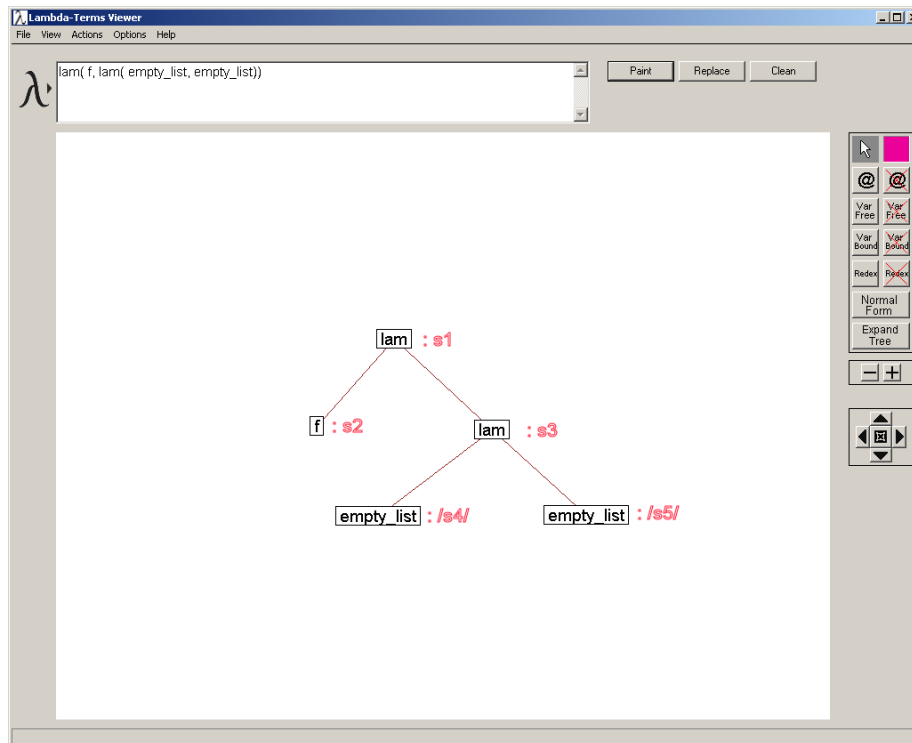 Lambda-Terms Viewer
File View Actions Options Help
λ
lam( f, lam( empty_list, empty_list))
Paint Replace Clean
@ @
Var Free Var Free
Var Bound Var Bound
Redex Redex
Normal Form
Expand Tree
lam : s1
f : s2
lam : s3
empty_list : /s4/
empty_list : /s5/